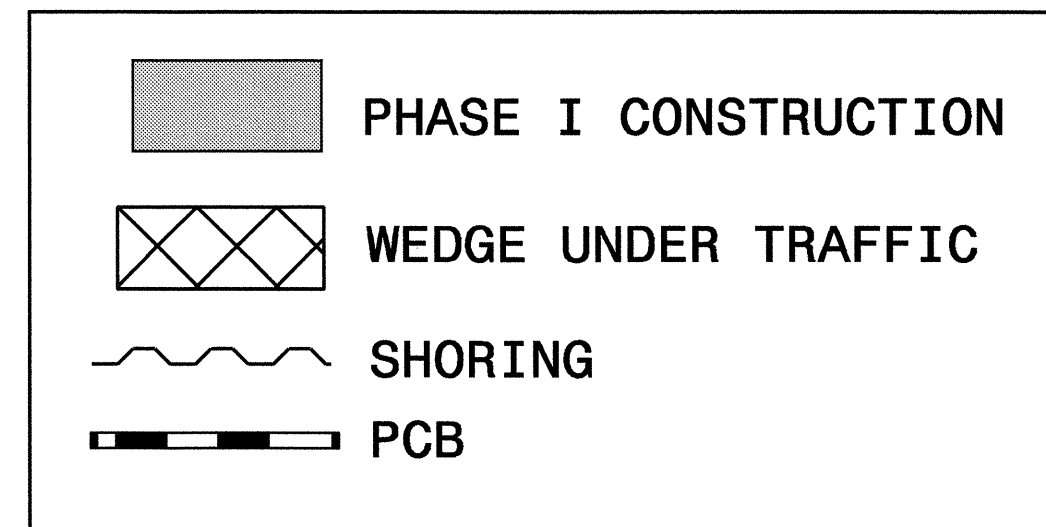 PHASE I CONSTRUCTION
WEDGE UNDER TRAFFIC
SHORING
PCB